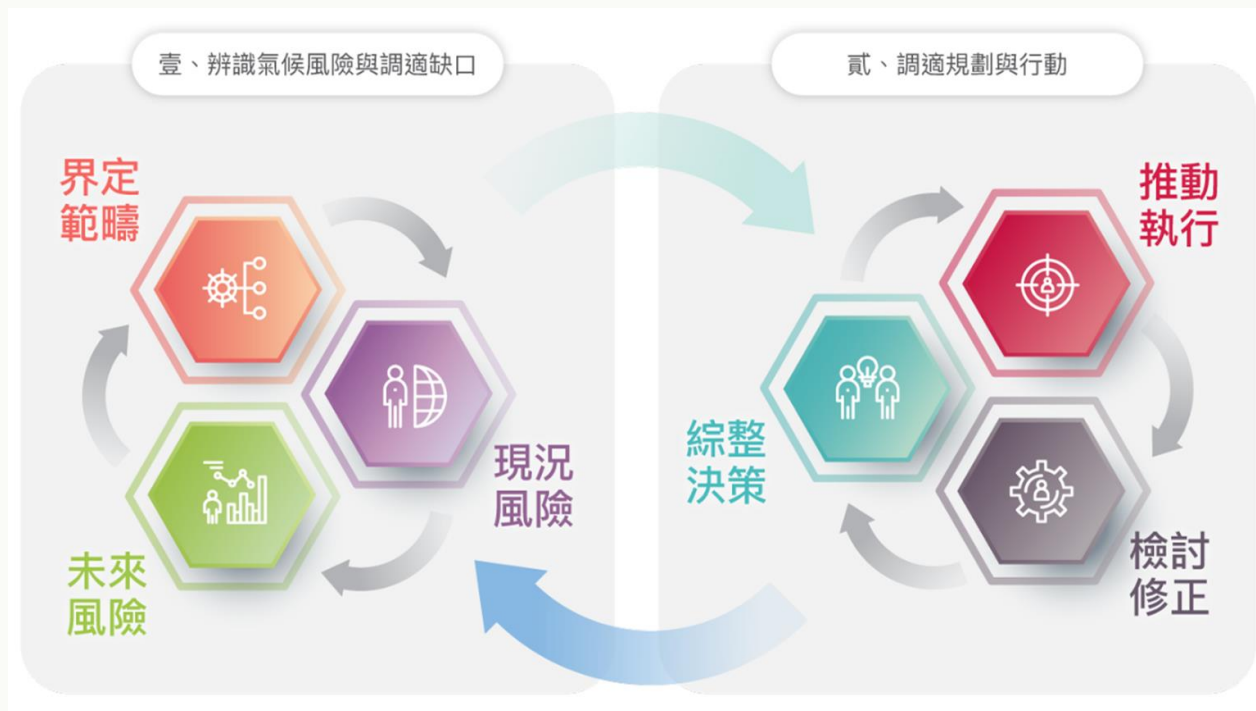 壹、辨識氣候風險與調適缺口
界定
範疇
現況
風險
未來
風險
貳、調適規劃與行動
推動
執行
綜整
決策
檢討
修正